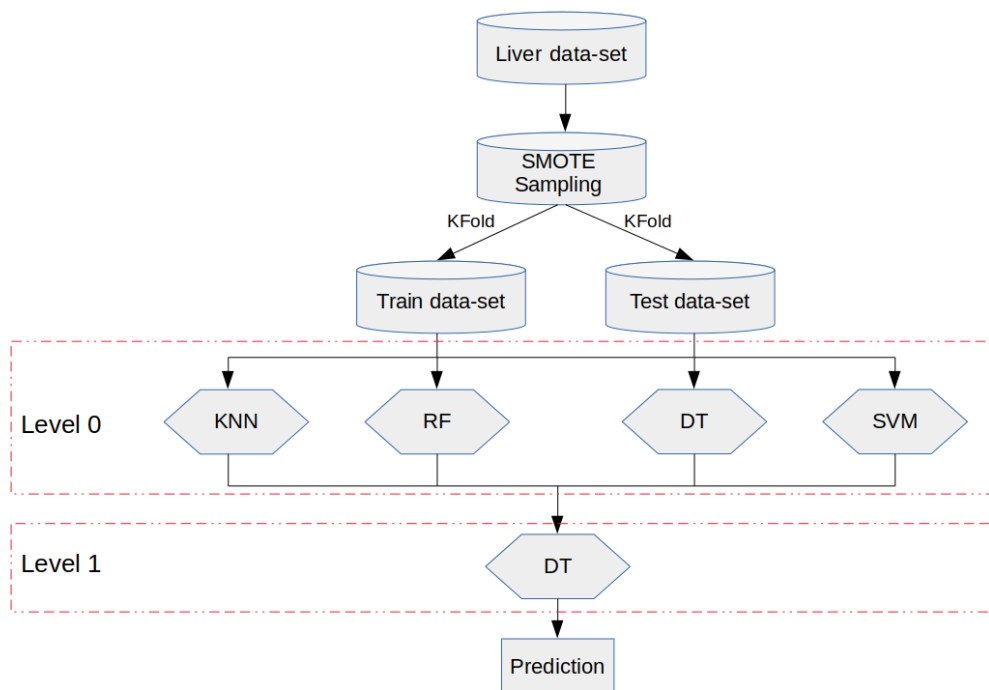 Liver data-set
SMOTE
Sampling
KFold
KFold
Train data-set
Test data-set
Level 0
KNN
RF
DT
SVM
Level 1
DT
Prediction